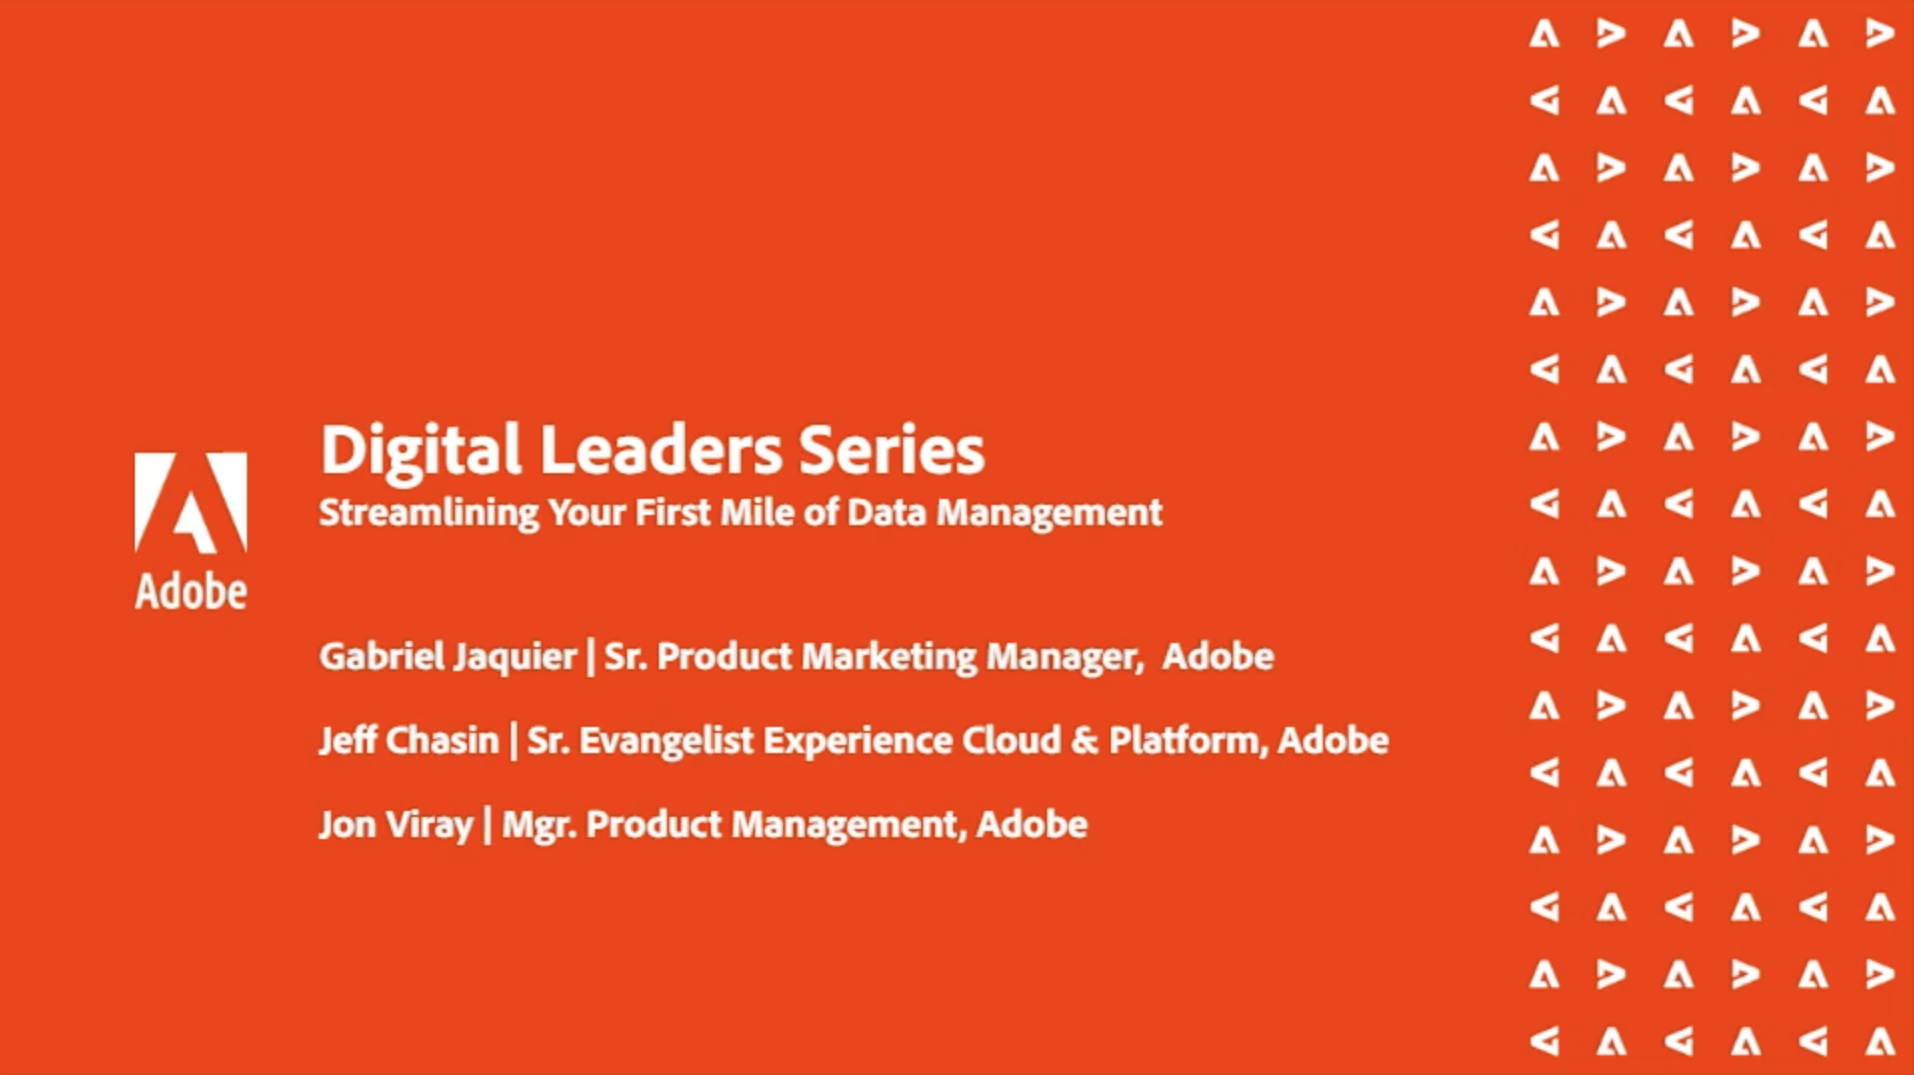 Digital Leaders Series
Streamlining Your First Mile of Data Management
Adobe
Gabriel Jaquier | Sr. Product Marketing Manager,  Adobe
Jeff Chasin | Sr. Evangelist Experience Cloud & Platform, Adobe
Jon Viray | Mgr. Product Management, Adobe